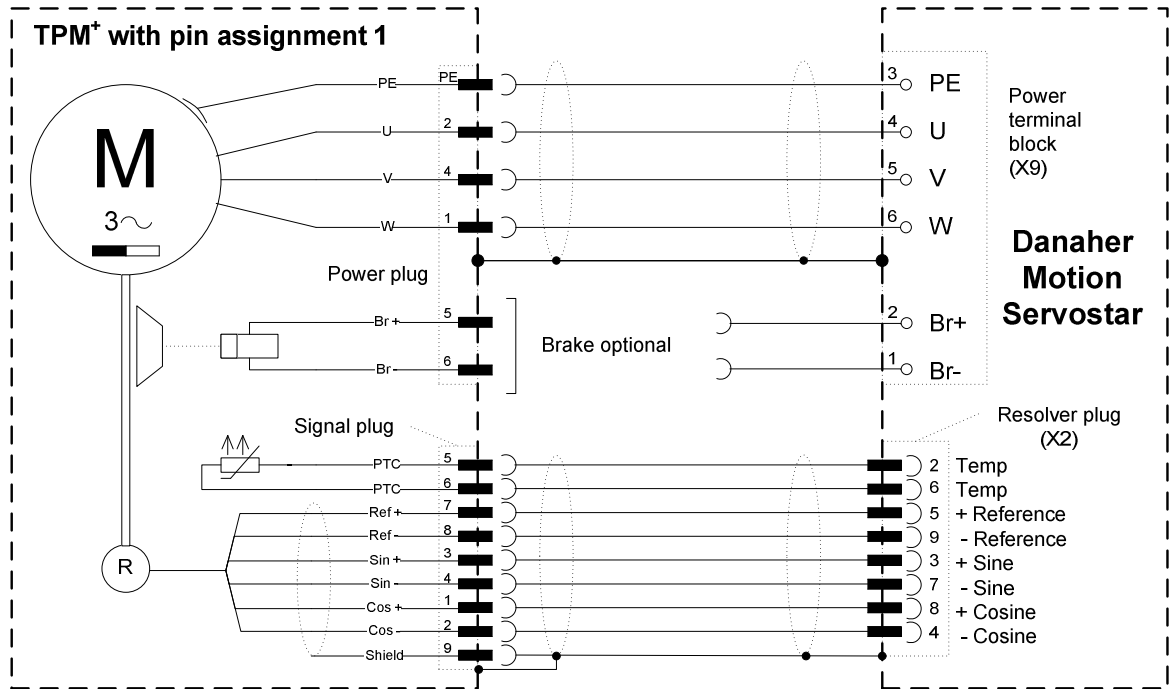 TPM+ with pin assignment 1
PE PE 3 PE
U 2 4 U
V 4 5 V
W 1 6 W
M
3
Power terminal block (X9)
Danaher
Motion
Servostar
Power plug
Br+ 5 2 Br+
Br- 6 1 Br-
Brake optional
Signal plug
Resolver plug
(X2)
PTC 5 2 Temp
PTC 6 6 Temp
Ref+ 7 5 + Reference
Ref- 8 9 - Reference
Sin+ 3 3 + Sine
Sin- 4 7 - Sine
Cos+ 1 8 + Cosine
Cos- 2 4 - Cosine
Shield 9
R